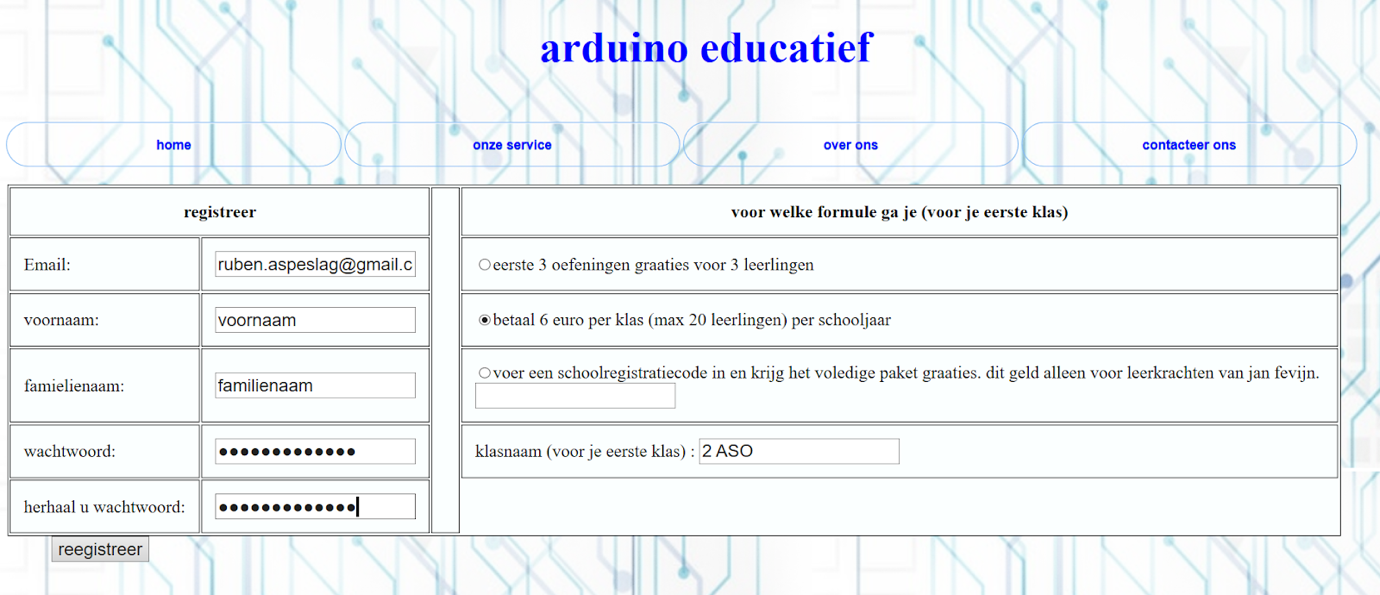 arduino educatief
home onze service over ons contacteer ons
registreer voor welke formule ga je (voor je eerste klas)
Email: ruben.aspeslag@gmail.c eerste 3 oefeningen graaties voor 3 leerlingen
voornaam: voornaam betaal 6 euro per klas (max 20 leerlingen) per schooljaar
famielienaam: familienaam voer een schoolregistratiecode in en krijg het voledige paket graaties. dit geld alleen voor leerkrachten van jan fevijn.
wachtwoord: ●●●●●●●●●●●●● klasnaam (voor je eerste klas) : 2 ASO
herhaal u wachtwoord: ●●●●●●●●●●●●●
reegistreer